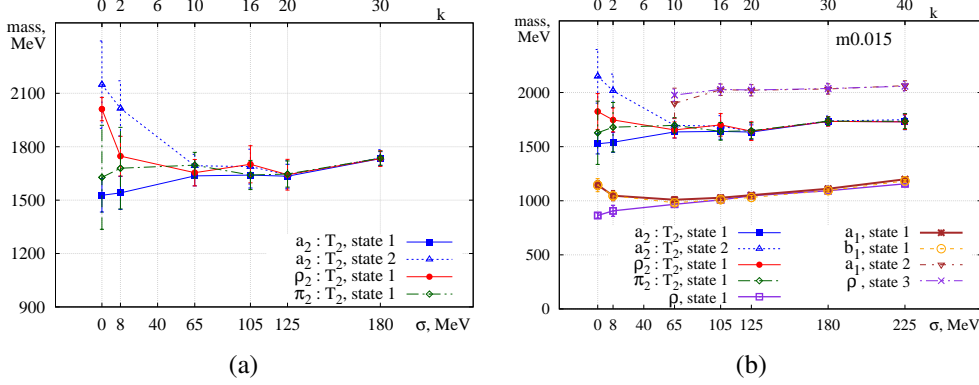 0 2 4 6 10 16 20 30 k
mass,
MeV
2100
1800
1500
1200
900
a2 : T2, state 1
a2 : T2, state 2
ρ2 : T2, state 1
π2 : T2, state 1
0 8 40 65 105 125 180 σ, MeV
(a)
0 2 4 6 10 16 20 30 40 k
mass,
MeV
m0.015
2000
1500
1000
500
0
a2 : T2, state 1
a2 : T2, state 2
ρ2 : T2, state 1
π2 : T2, state 1
ρ, state 1
a1, state 1
b1, state 1
a1, state 2
ρ, state 3
0 8 40 65 105 125 180 225 σ, MeV
(b)